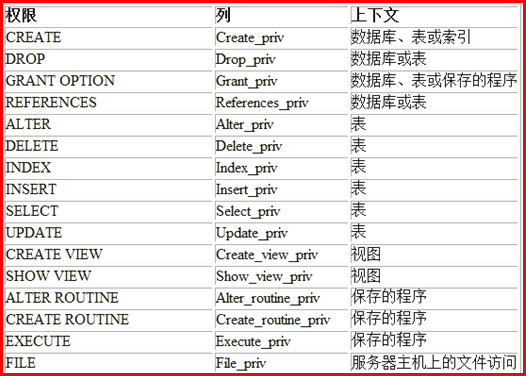 权限 列 上下文
CREATE Create_priv 数据库、表或索引
DROP Drop_priv 数据库或表
GRANT OPTION Grant_priv 数据库、表或保存的程序
REFERENCES References_priv 数据库或表
ALTER Alter_priv 表
DELETE Delete_priv 表
INDEX Index_priv 表
INSERT Insert_priv 表
SELECT Select_priv 表
UPDATE Update_priv 表
CREATE VIEW Create_view_priv 视图
SHOW VIEW Show_view_priv 视图
ALTER ROUTINE Alter_routine_priv 保存的程序
CREATE ROUTINE Create_routine_priv 保存的程序
EXECUTE Execute_priv 保存的程序
FILE File_priv 服务器主机上的文件访问